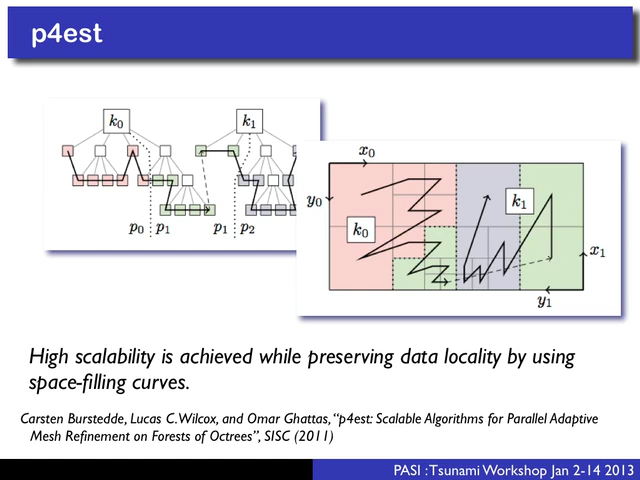 p4est
k₀
k₁
p₀ p₁ p₁ p₂
x₀
y₀
k₀
k₁
x₁
y₁
High scalability is achieved while preserving data locality by using
space-filling curves.
Carsten Burstedde, Lucas C. Wilcox, and Omar Ghattas, “p4est: Scalable Algorithms for Parallel Adaptive
Mesh Refinement on Forests of Octrees”, SISC (2011)
PASI : Tsunami Workshop Jan 2-14 2013